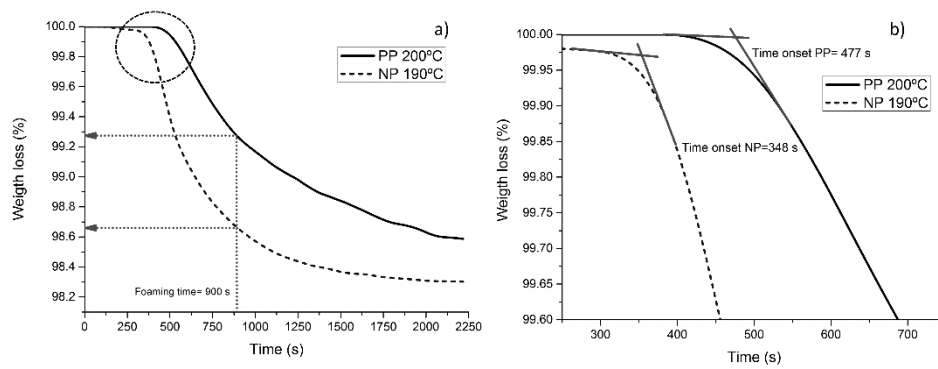 a)
100.0
99.8
99.6
99.4
99.2
99.0
98.8
98.6
98.4
98.2
Weigth loss (%)
PP 200ºC
NP 190ºC
Foaming time= 900 s
0
250
500
750
1000
1250
1500
1750
2000
2250
Time (s)
b)
100.00
99.95
99.90
99.85
99.80
99.75
99.70
99.65
99.60
Weigth loss (%)
Time onset PP= 477 s
PP 200ºC
NP 190ºC
Time onset NP=348 s
300
400
500
600
700
Time (s)